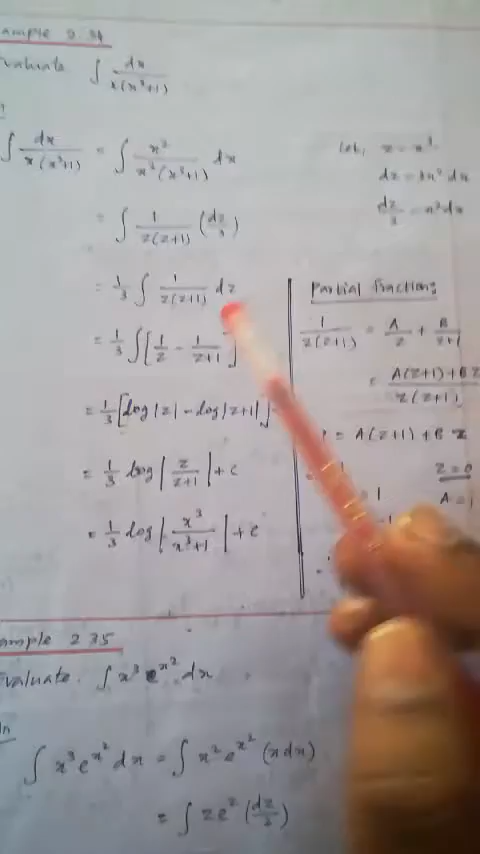 ample 2.34
valuate ∫ dx / x(x³+1)
∫ dx / x(x³+1) = ∫ x² / x³(x³+1) dx
Let, z = x³
dz = 3x² dx
dz/3 = x² dx
= ∫ 1 / z(z+1) (dz/3)
= 1/3 ∫ 1 / z(z+1) dz
= 1/3 ∫ [1/z - 1/z+1]
= 1/3 [log|z| - log|z+1|]
= 1/3 log | z / z+1 | + c
= 1/3 log | x³ / x³+1 | + c
Partial fraction:
1 / z(z+1) = A/z + B/z+1
= A(z+1)+Bz / z(z+1)
= A(z+1) + B z
z=0
A=1
ample 2.35
valuate. ∫ x³ e^x² dx
ln
∫ x³ e^x² dx = ∫ x² e^x² (x dx)
= ∫ z e^z (dz/2)